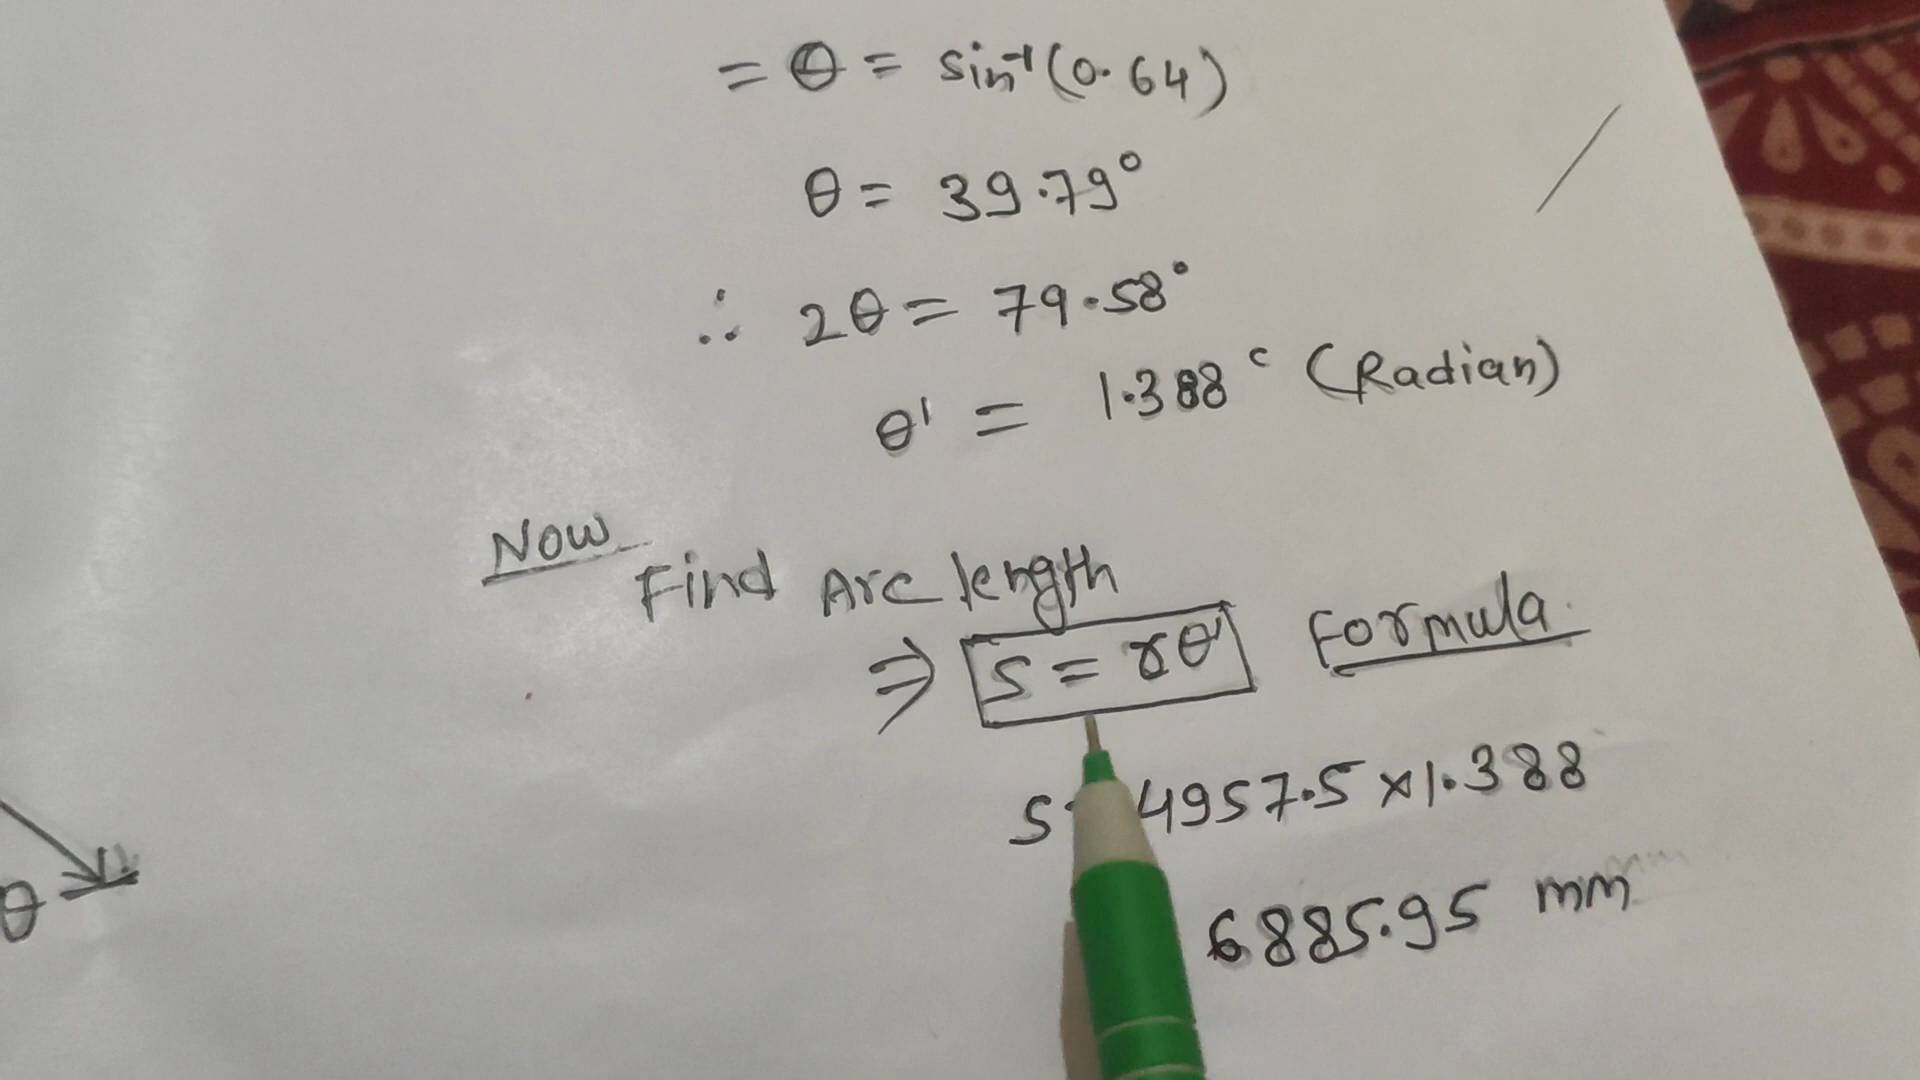 = θ = sin⁻¹(0.64)
θ = 39.79°
∴ 2θ = 79.58°
θ' = 1.388ᶜ (Radian)
Now
Find Arc length
⇒ S = rθ' Formula
S 4957.5 × 1.388
6885.95 mm
θ